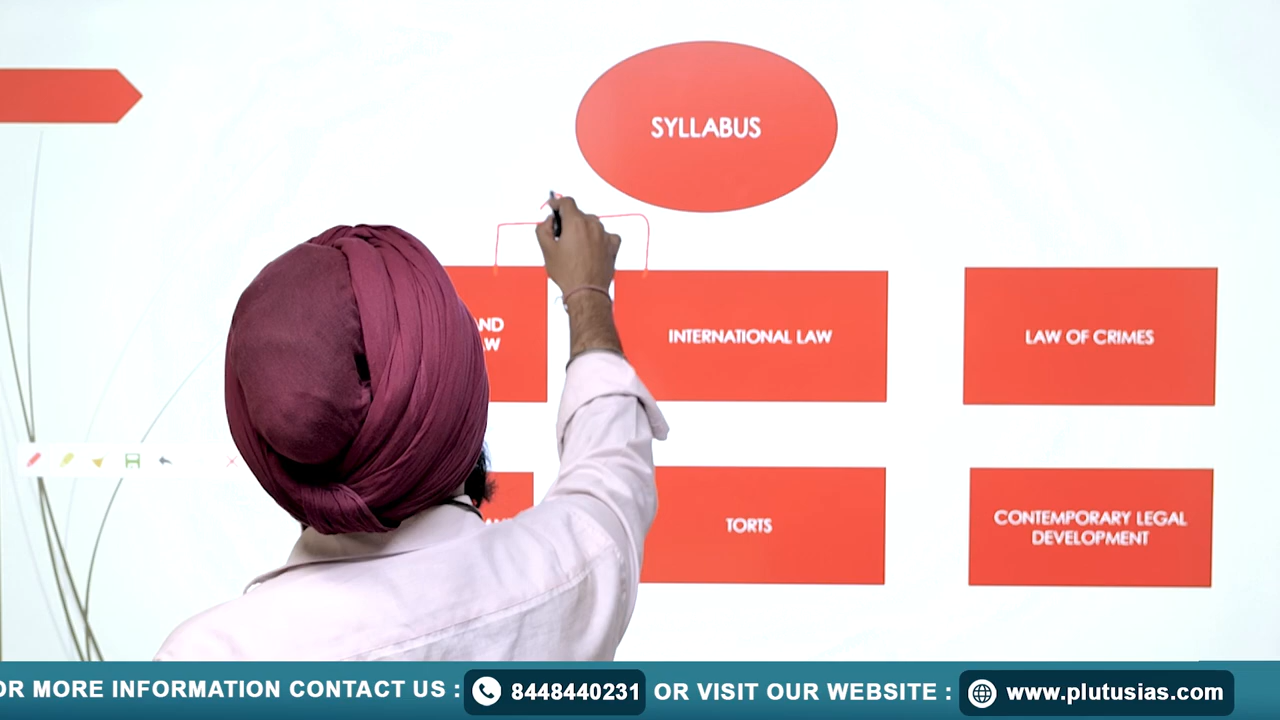 SYLLABUS
INTERNATIONAL LAW
LAW OF CRIMES
TORTS
CONTEMPORARY LEGAL
DEVELOPMENT
OR MORE INFORMATION CONTACT US : 8448440231 OR VISIT OUR WEBSITE : www.plutusias.com